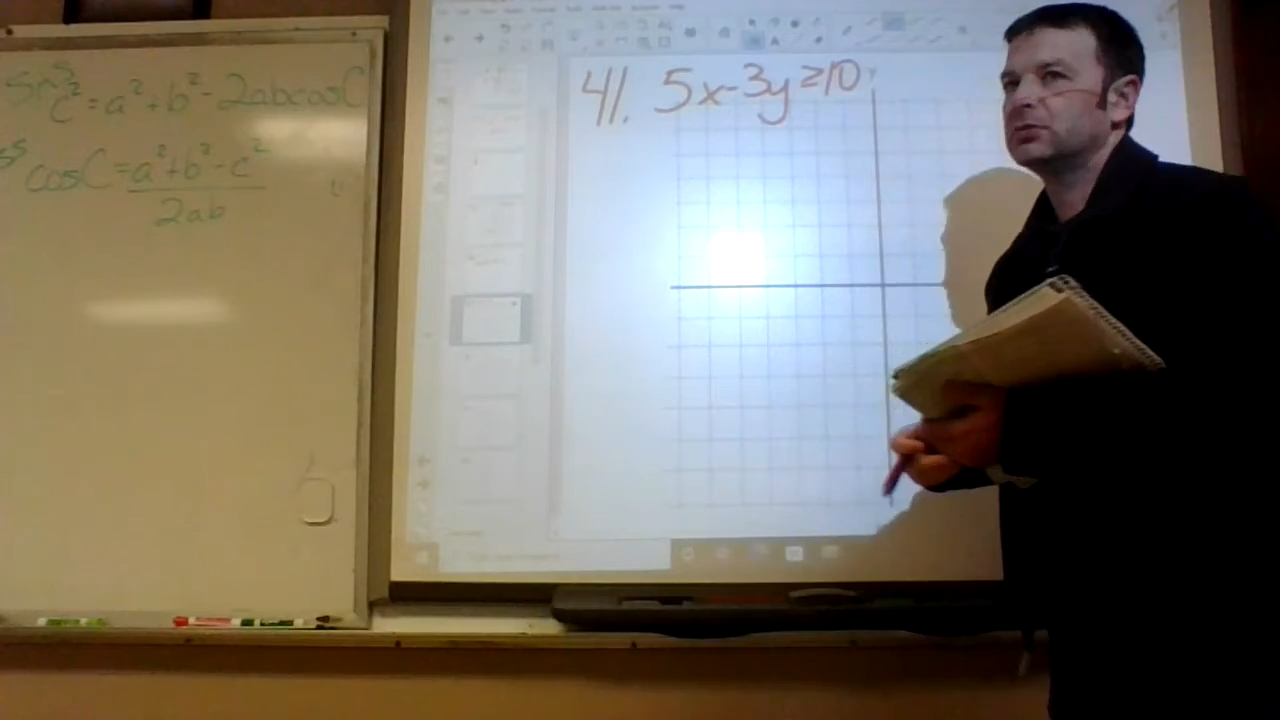 c² = a² + b² - 2abcosC
cosC = a² + b² - c²
2ab
41. 5x - 3y ≥ 10